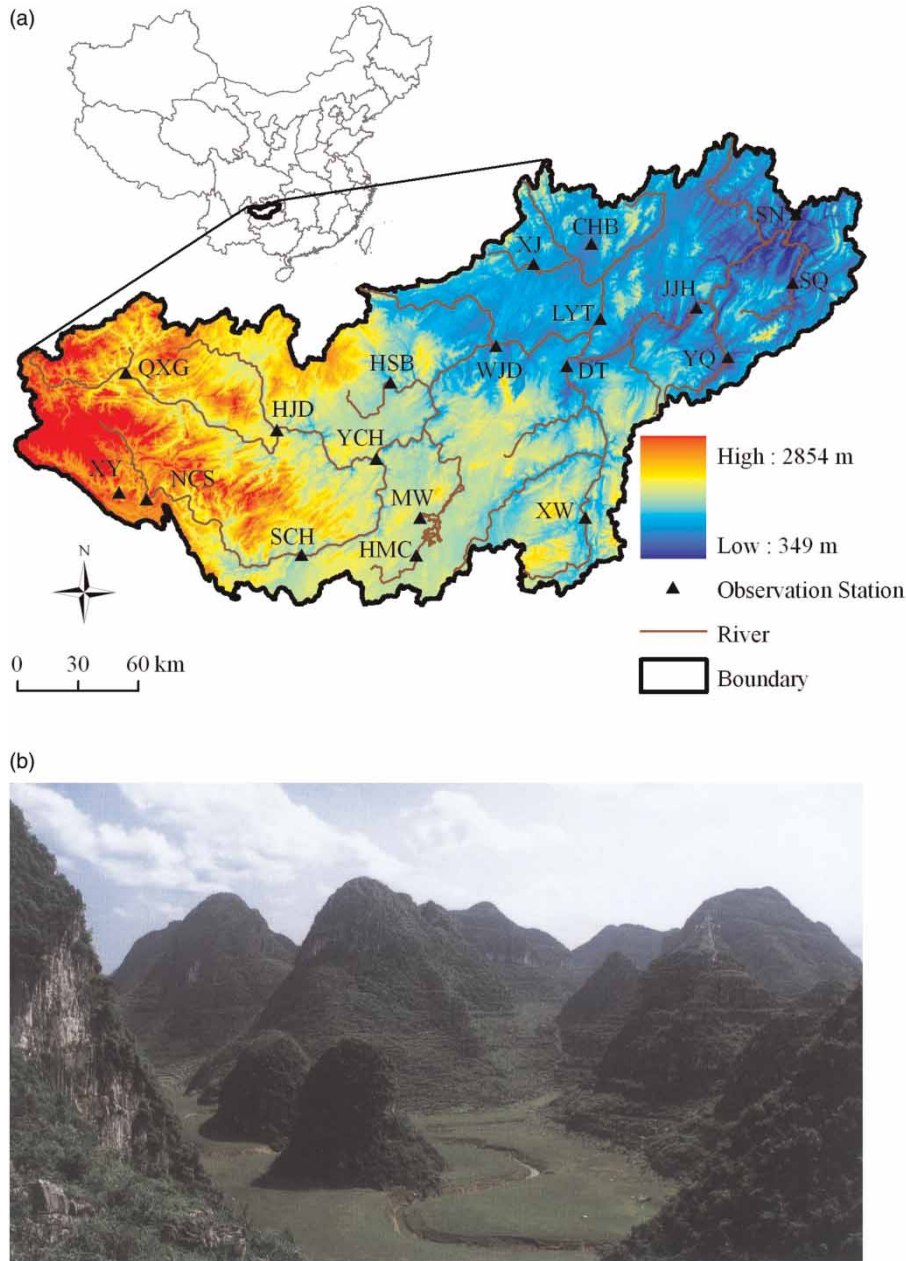 (a)
SN
CHB
XJ
SQ
JJH
LYT
WJD
YQ
DT
HSB
QXG
HJD
YCH
XY
NCS
MW
XW
SCH
HMC
High : 2854 m
Low : 349 m
N
Observation Station
River
Boundary
0 30 60 km
(b)